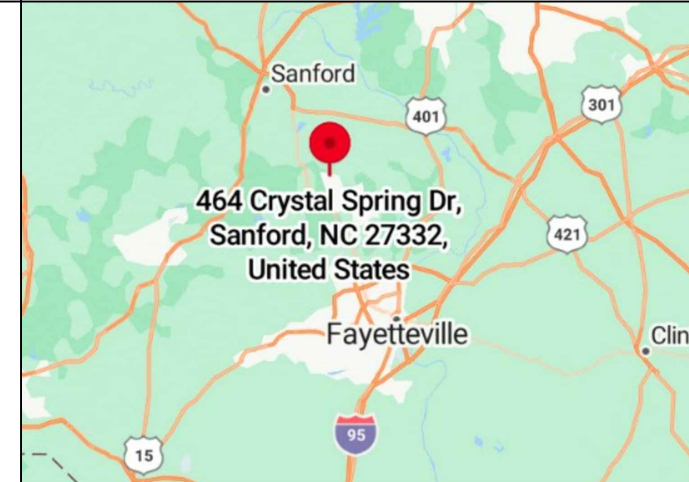 Sanford
301
401
464 Crystal Spring Dr,
Sanford, NC 27332,
United States
421
Fayetteville
Clin
95
15